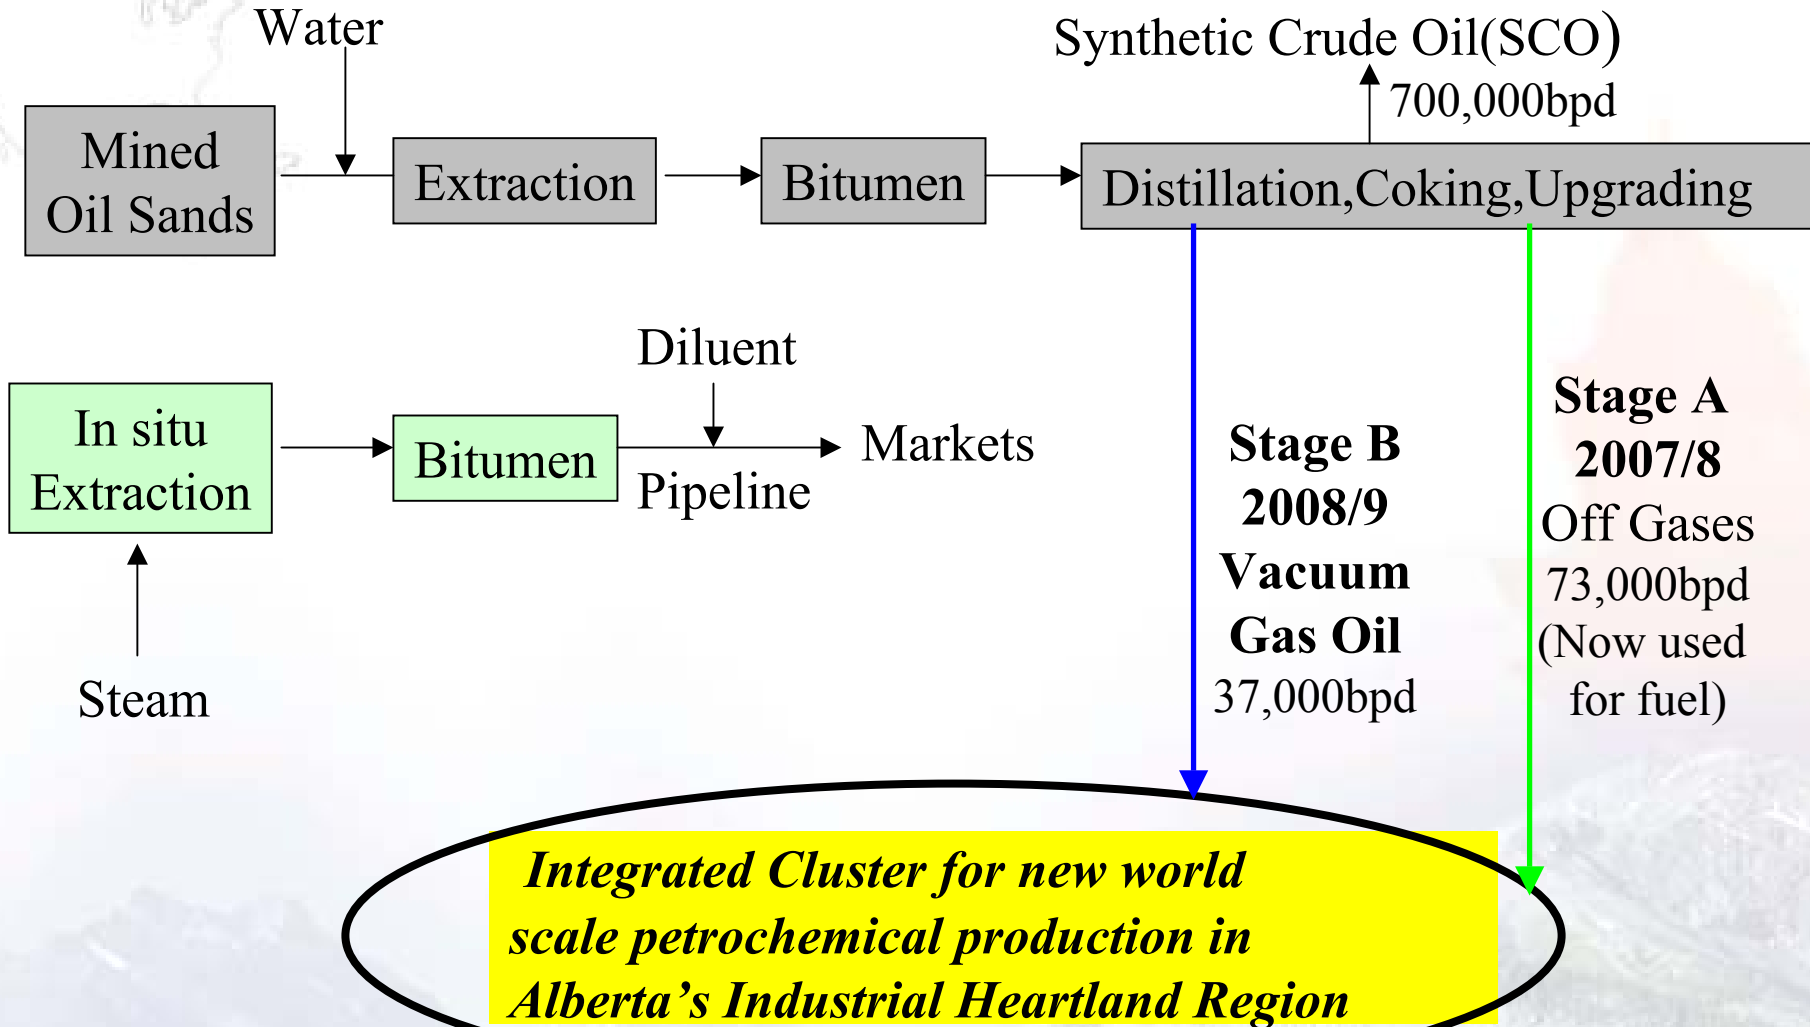 Water
Synthetic Crude Oil(SCO)
700,000bpd
Mined
Oil Sands
Extraction
Bitumen
Distillation,Coking,Upgrading
Diluent
In situ
Extraction
Bitumen
Markets
Pipeline
Steam
Stage B
2008/9
Vacuum
Gas Oil
37,000bpd
Stage A
2007/8
Off Gases
73,000bpd
(Now used
for fuel)
Integrated Cluster for new world
scale petrochemical production in
Alberta’s Industrial Heartland Region